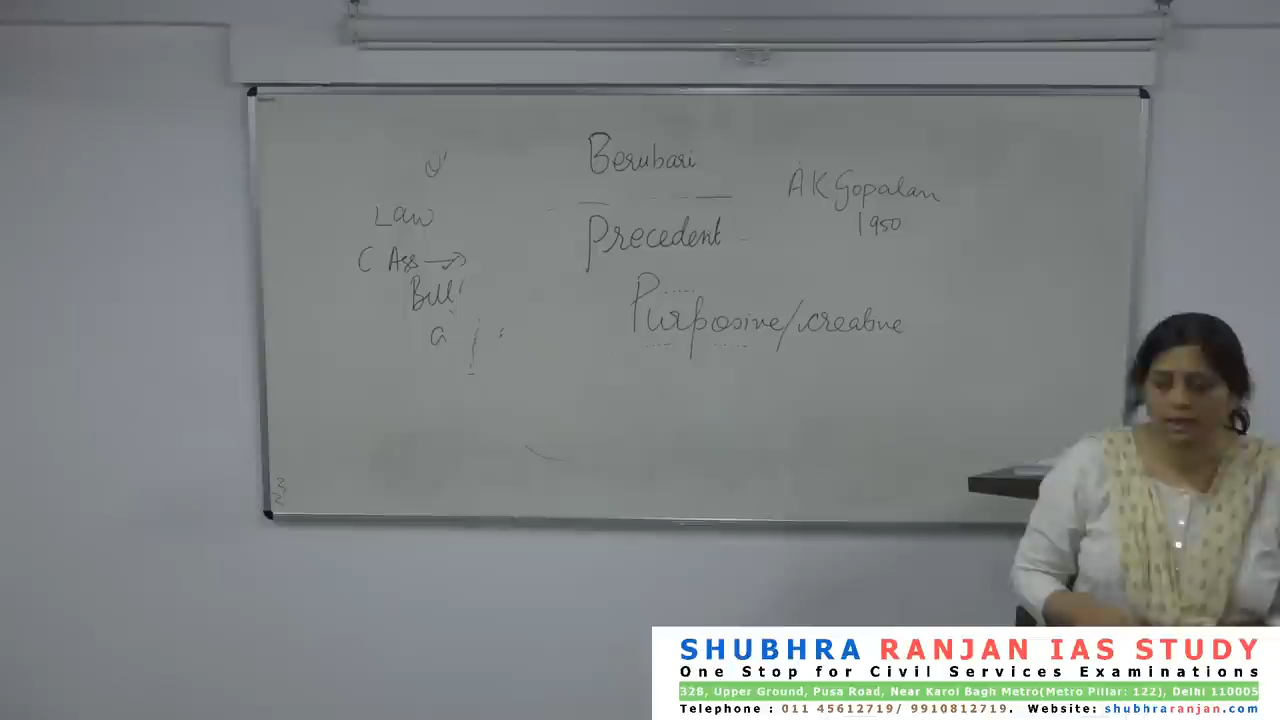 Berubari
AK Gopalan
1950
Law
Precedent
C Ass →
Bill
a
Purposive/creative
SHUBHRA RANJAN IAS STUDY
One Stop for Civil Services Examinations
32B, Upper Ground, Pusa Road, Near Karol Bagh Metro(Metro Pillar: 122), Delhi 110005
Telephone : 011 45612719/ 9910812719. Website: shubhraranjan.com